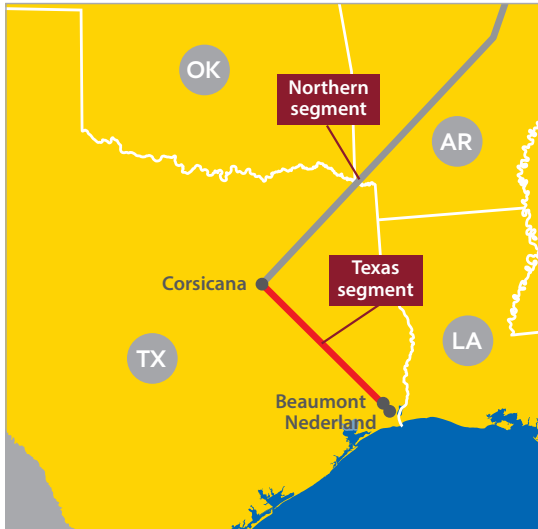 OK
Northern
segment
AR
Corsicana
Texas
segment
TX
LA
Beaumont
Nederland